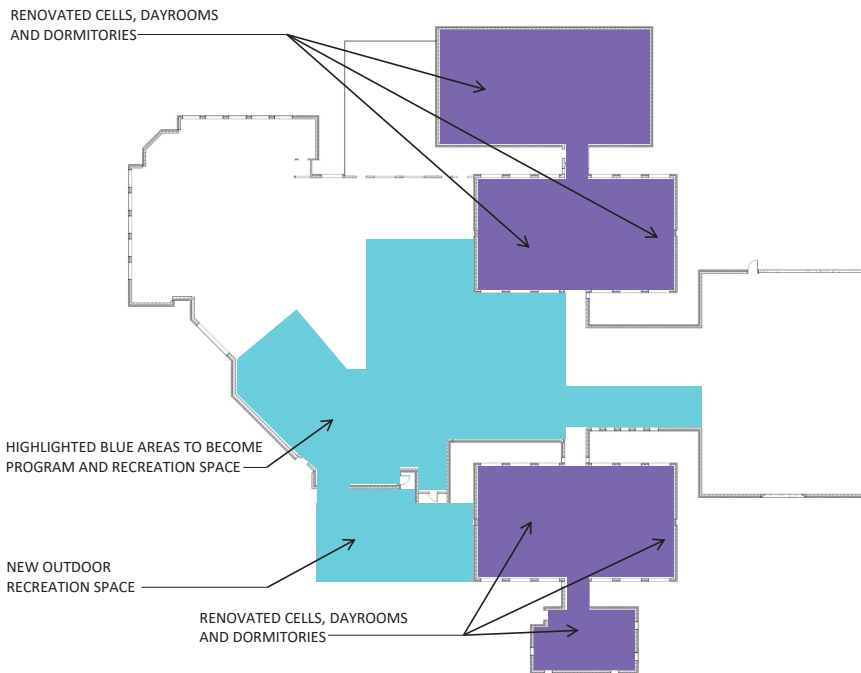 RENOVATED CELLS, DAYROOMS
AND DORMITORIES
HIGHLIGHTED BLUE AREAS TO BECOME
PROGRAM AND RECREATION SPACE
NEW OUTDOOR
RECREATION SPACE
RENOVATED CELLS, DAYROOMS
AND DORMITORIES